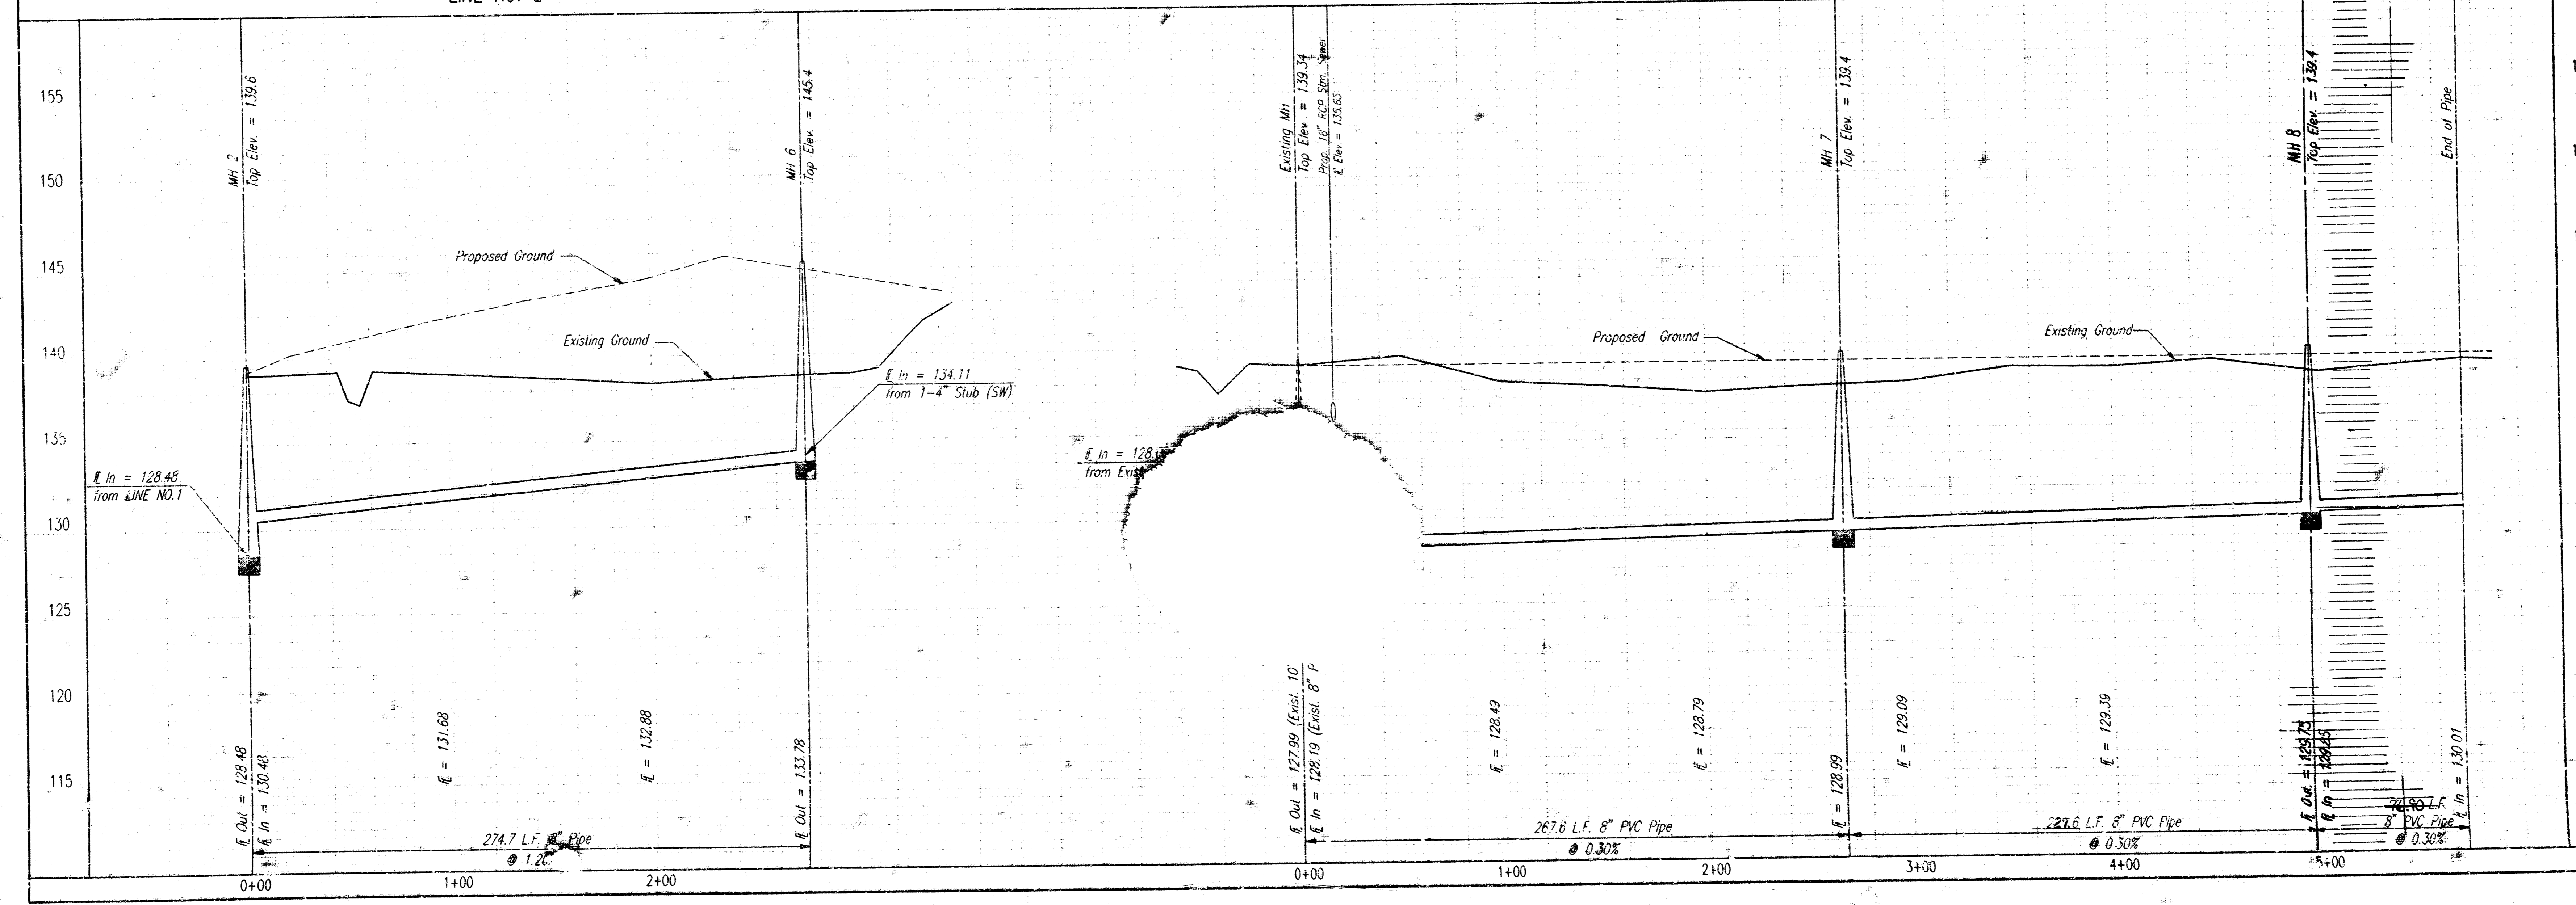 155
150
145
140
135
130
125
120
115
MH 2
Top Elev. = 139.6
MH 6
Top Elev. = 145.4
Proposed Ground
Existing Ground
℄ In = 134.11
from 1-4" Stub (SW)
℄ In = 128.48
from LINE NO.1
℄ Out = 128.48
℄ In = 130.48
℄ = 131.68
℄ = 132.88
℄ Out = 133.78
274.7 L.F. 8" Pipe
@ 1.20
0+00
1+00
2+00
Existing MH
Top Elev = 139.34
Prop. 18" RCP Stm. Sewer
℄ Elev. = 135.65
MH 7
Top Elev. = 139.4
MH 8
Top Elev. = 139.4
End of Pipe
Proposed Ground
Existing Ground
℄ In = 128.
from Exis
℄ Out = 127.99 (Exist. 10"
℄ In = 128.19 (Exist. 8" P
℄ = 128.49
℄ = 128.79
℄ = 128.99
℄ = 129.09
℄ = 129.39
℄ Out = 129.75
℄ In = 129.85
℄ In = 130.01
267.6 L.F. 8" PVC Pipe
@ 0.30%
227.6 L.F. 8" PVC Pipe
@ 0.30%
L.F.
8" PVC Pipe
@ 0.30%
0+00
1+00
2+00
3+00
4+00
5+00